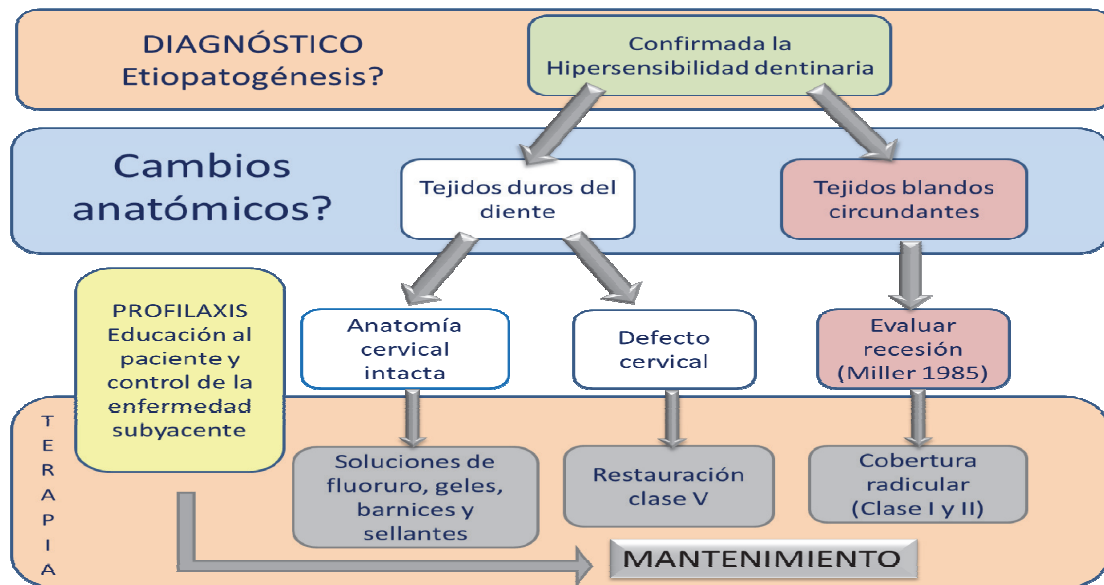 DIAGNÓSTICO
Etiopatogénesis?
Confirmada la
Hipersensibilidad dentinaria
Cambios
anatómicos?
Tejidos duros del
diente
Tejidos blandos
circundantes
PROFILAXIS
Educación al
paciente y
control de la
enfermedad
subyacente
Anatomía
cervical
intacta
Defecto
cervical
Evaluar
recesión
(Miller 1985)
TERAPIA
Soluciones de
fluoruro, geles,
barnices y
sellantes
Restauración
clase V
Cobertura
radicular
(Clase I y II)
MANTENIMIENTO